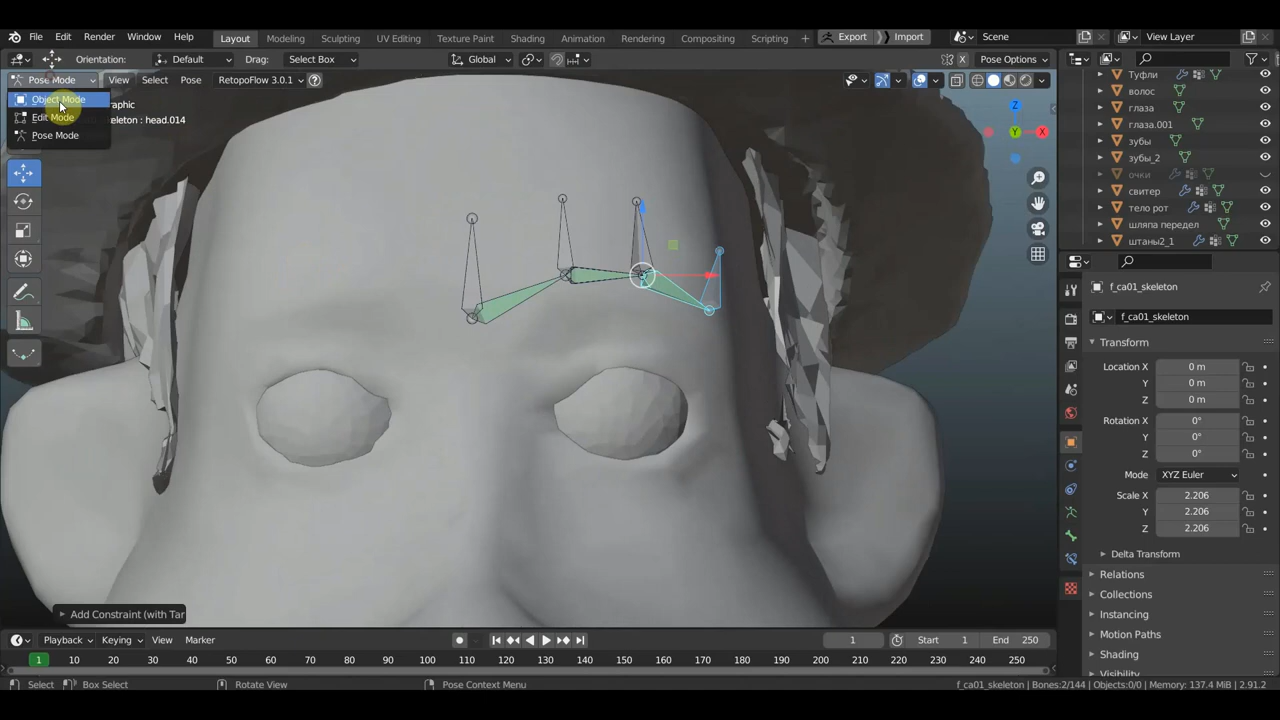 File Edit Render Window Help Layout Modeling Sculpting UV Editing Texture Paint Shading Animation Rendering Compositing Scripting + Export Import Scene View Layer
Orientation: Default Drag: Select Box Global Pose Options
Pose Mode View Select Pose RetopoFlow 3.0.1
Object Mode
Edit Mode
Pose Mode
raphic
keleton : head.014
Z
X
Y
Туфли
волос
глаза
глаза.001
зубы
зубы_2
очки
свитер
тело рот
шляпа передел
штаны2_1
f_ca01_skeleton
f_ca01_skeleton
Transform
Location X 0 m
Y 0 m
Z 0 m
Rotation X 0°
Y 0°
Z 0°
Mode XYZ Euler
Scale X 2.206
Y 2.206
Z 2.206
Delta Transform
Relations
Collections
Instancing
Motion Paths
Shading
Visibility
Add Constraint (with Tar
Playback Keying View Marker 1 Start 1 End 250
1 10 20 30 40 50 60 70 80 90 100 110 120 130 140 150 160 170 180 190 200 210 220 230 240 250
Select Box Select Rotate View Pose Context Menu f_ca01_skeleton | Bones:2/144 | Objects:0/0 | Memory: 137.4 MiB | 2.91.2